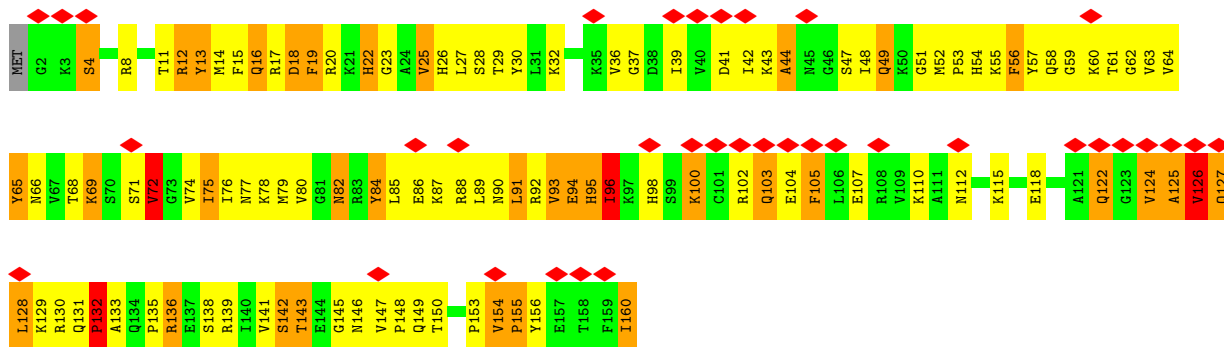 MET G2 K3 S4 R8 T11 R12 Y13 M14 F15 Q16 R17 D18 F19 R20 K21 H22 G23 A24 V25 H26 L27 S28 T29 Y30 L31 K32 K35 V36 G37 D38 I39 V40 D41 I42 K43 A44 N45 G46 S47 I48 Q49 K50 G51 M52 P53 H54 K55 F56 Y57 Q58 G59 K60 T61 G62 V63 V64
Y65 N66 V67 T68 K69 S70 S71 V72 G73 V74 I75 I76 N77 K78 M79 V80 G81 N82 R83 Y84 L85 E86 K87 R88 L89 N90 L91 R92 V93 E94 H95 I96 K97 H98 S99 K100 C101 R102 Q103 E104 F105 L106 E107 R108 V109 K110 A111 N112 K115 E118 A121 Q122 G123 V124 A125 V126 Q127
L128 K129 R130 Q131 P132 A133 Q134 P135 R136 E137 S138 R139 I140 V141 S142 T143 E144 G145 N146 V147 P148 Q149 T150 P153 V154 P155 Y156 E157 T158 F159 I160